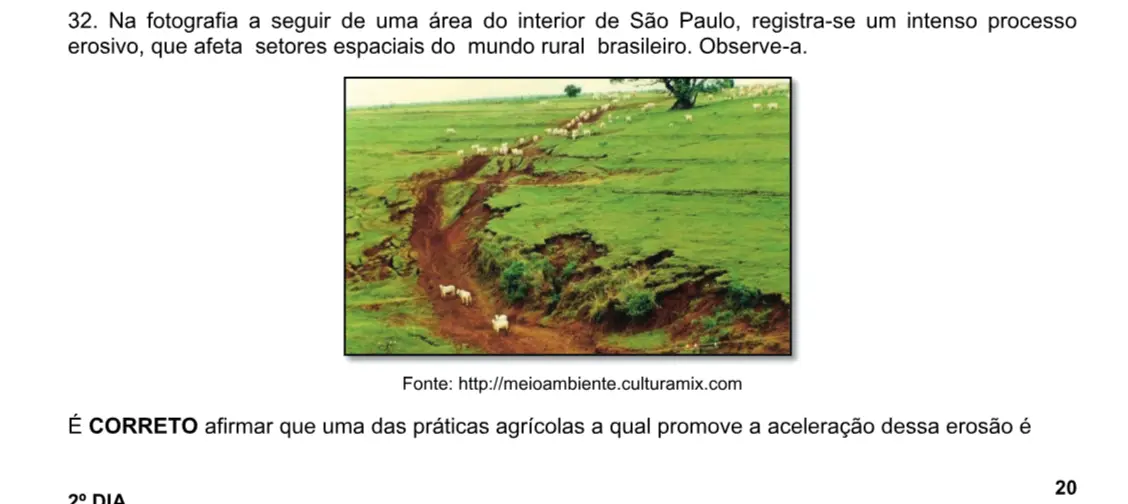 32. Na fotografia a seguir de uma área do interior de São Paulo, registra-se um intenso processo
erosivo, que afeta setores espaciais do mundo rural brasileiro. Observe-a.
Fonte: http://meioambiente.culturamix.com
É CORRETO afirmar que uma das práticas agrícolas a qual promove a aceleração dessa erosão é
20
2º DIA